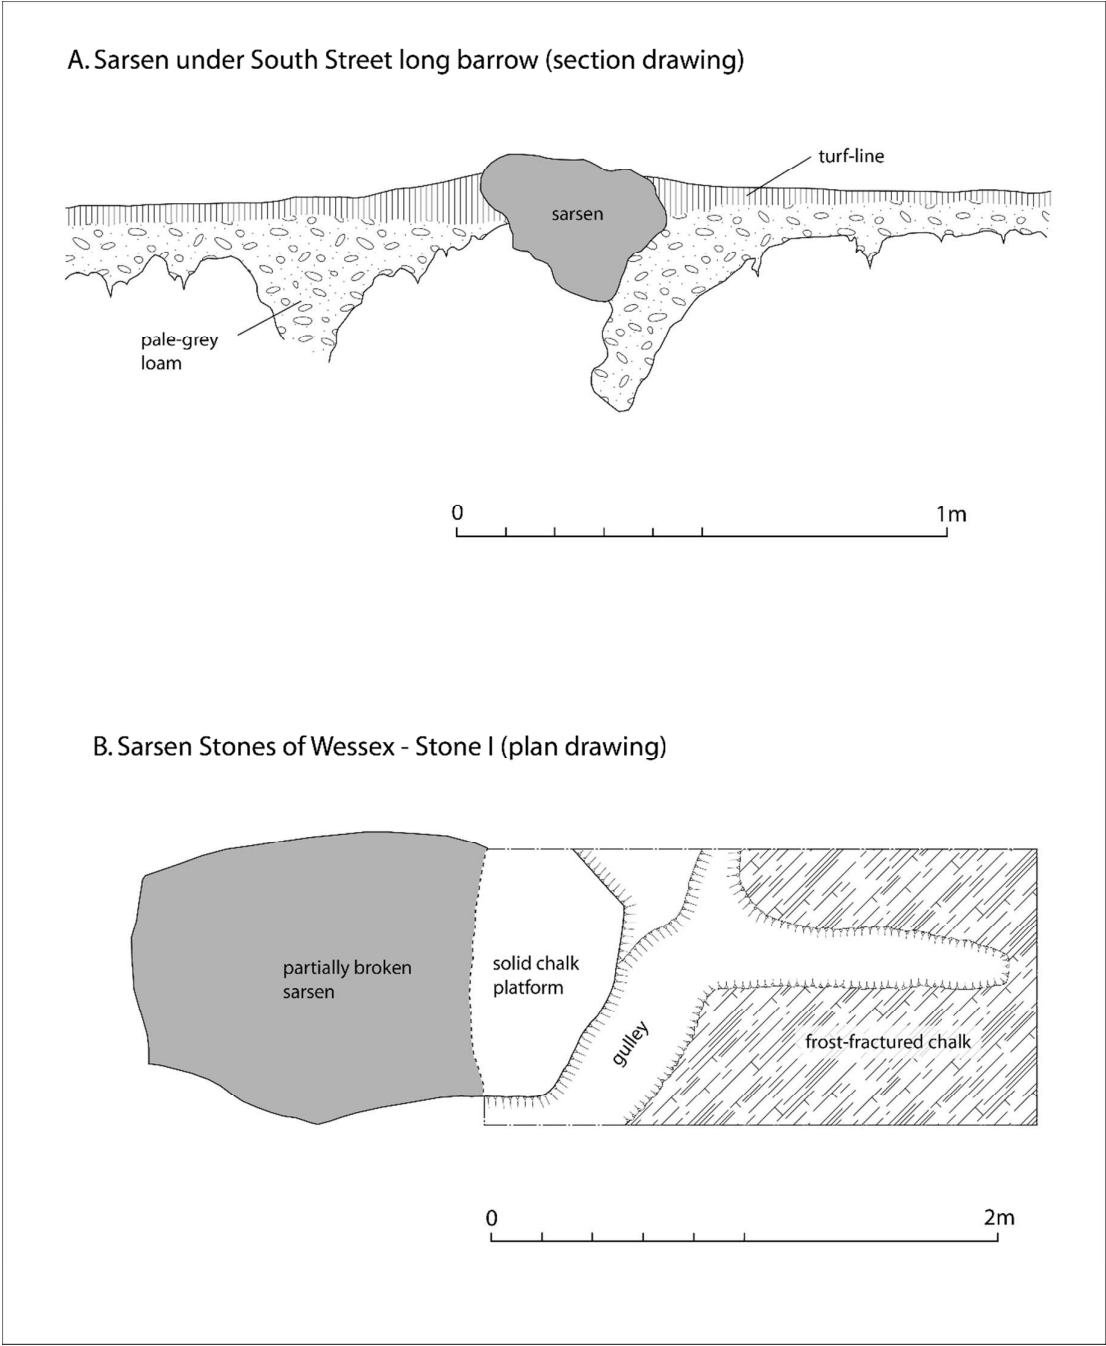 A. Sarsen under South Street long barrow (section drawing)
turf-line
sarsen
pale-grey
loam
0 1m
B. Sarsen Stones of Wessex - Stone I (plan drawing)
partially broken
sarsen
solid chalk
platform
gulley
frost-fractured chalk
0 2m